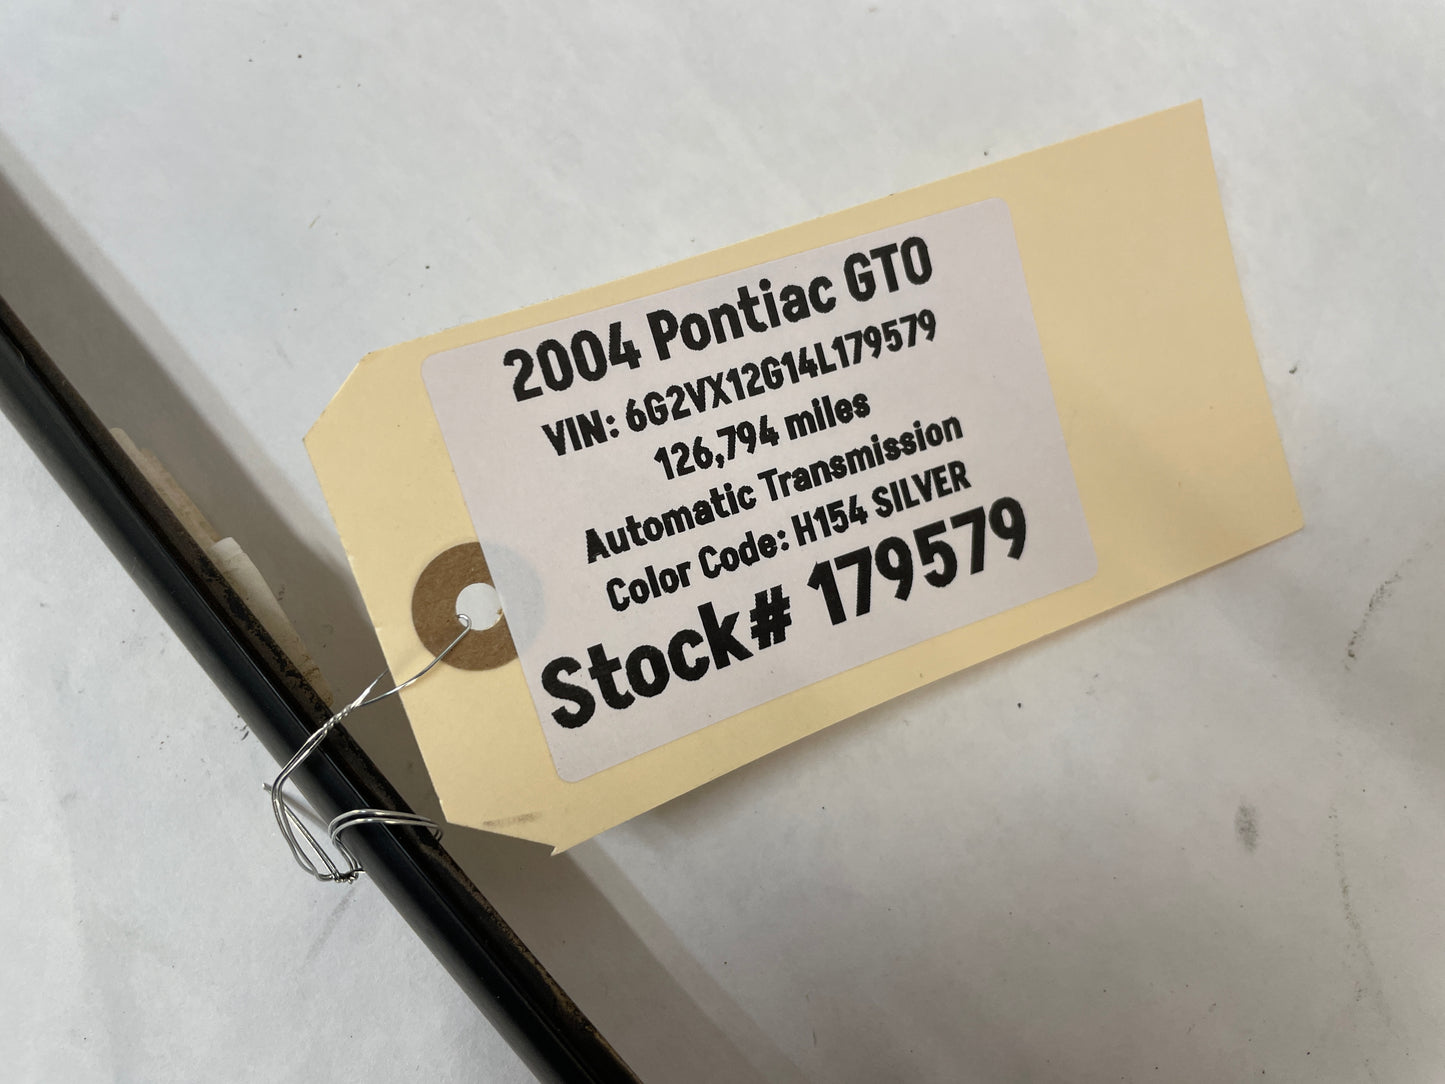 2004 Pontiac GTO
VIN: 6G2VX12G14L179579
126,794 miles
Automatic Transmission
Color Code: H154 SILVER
Stock# 179579